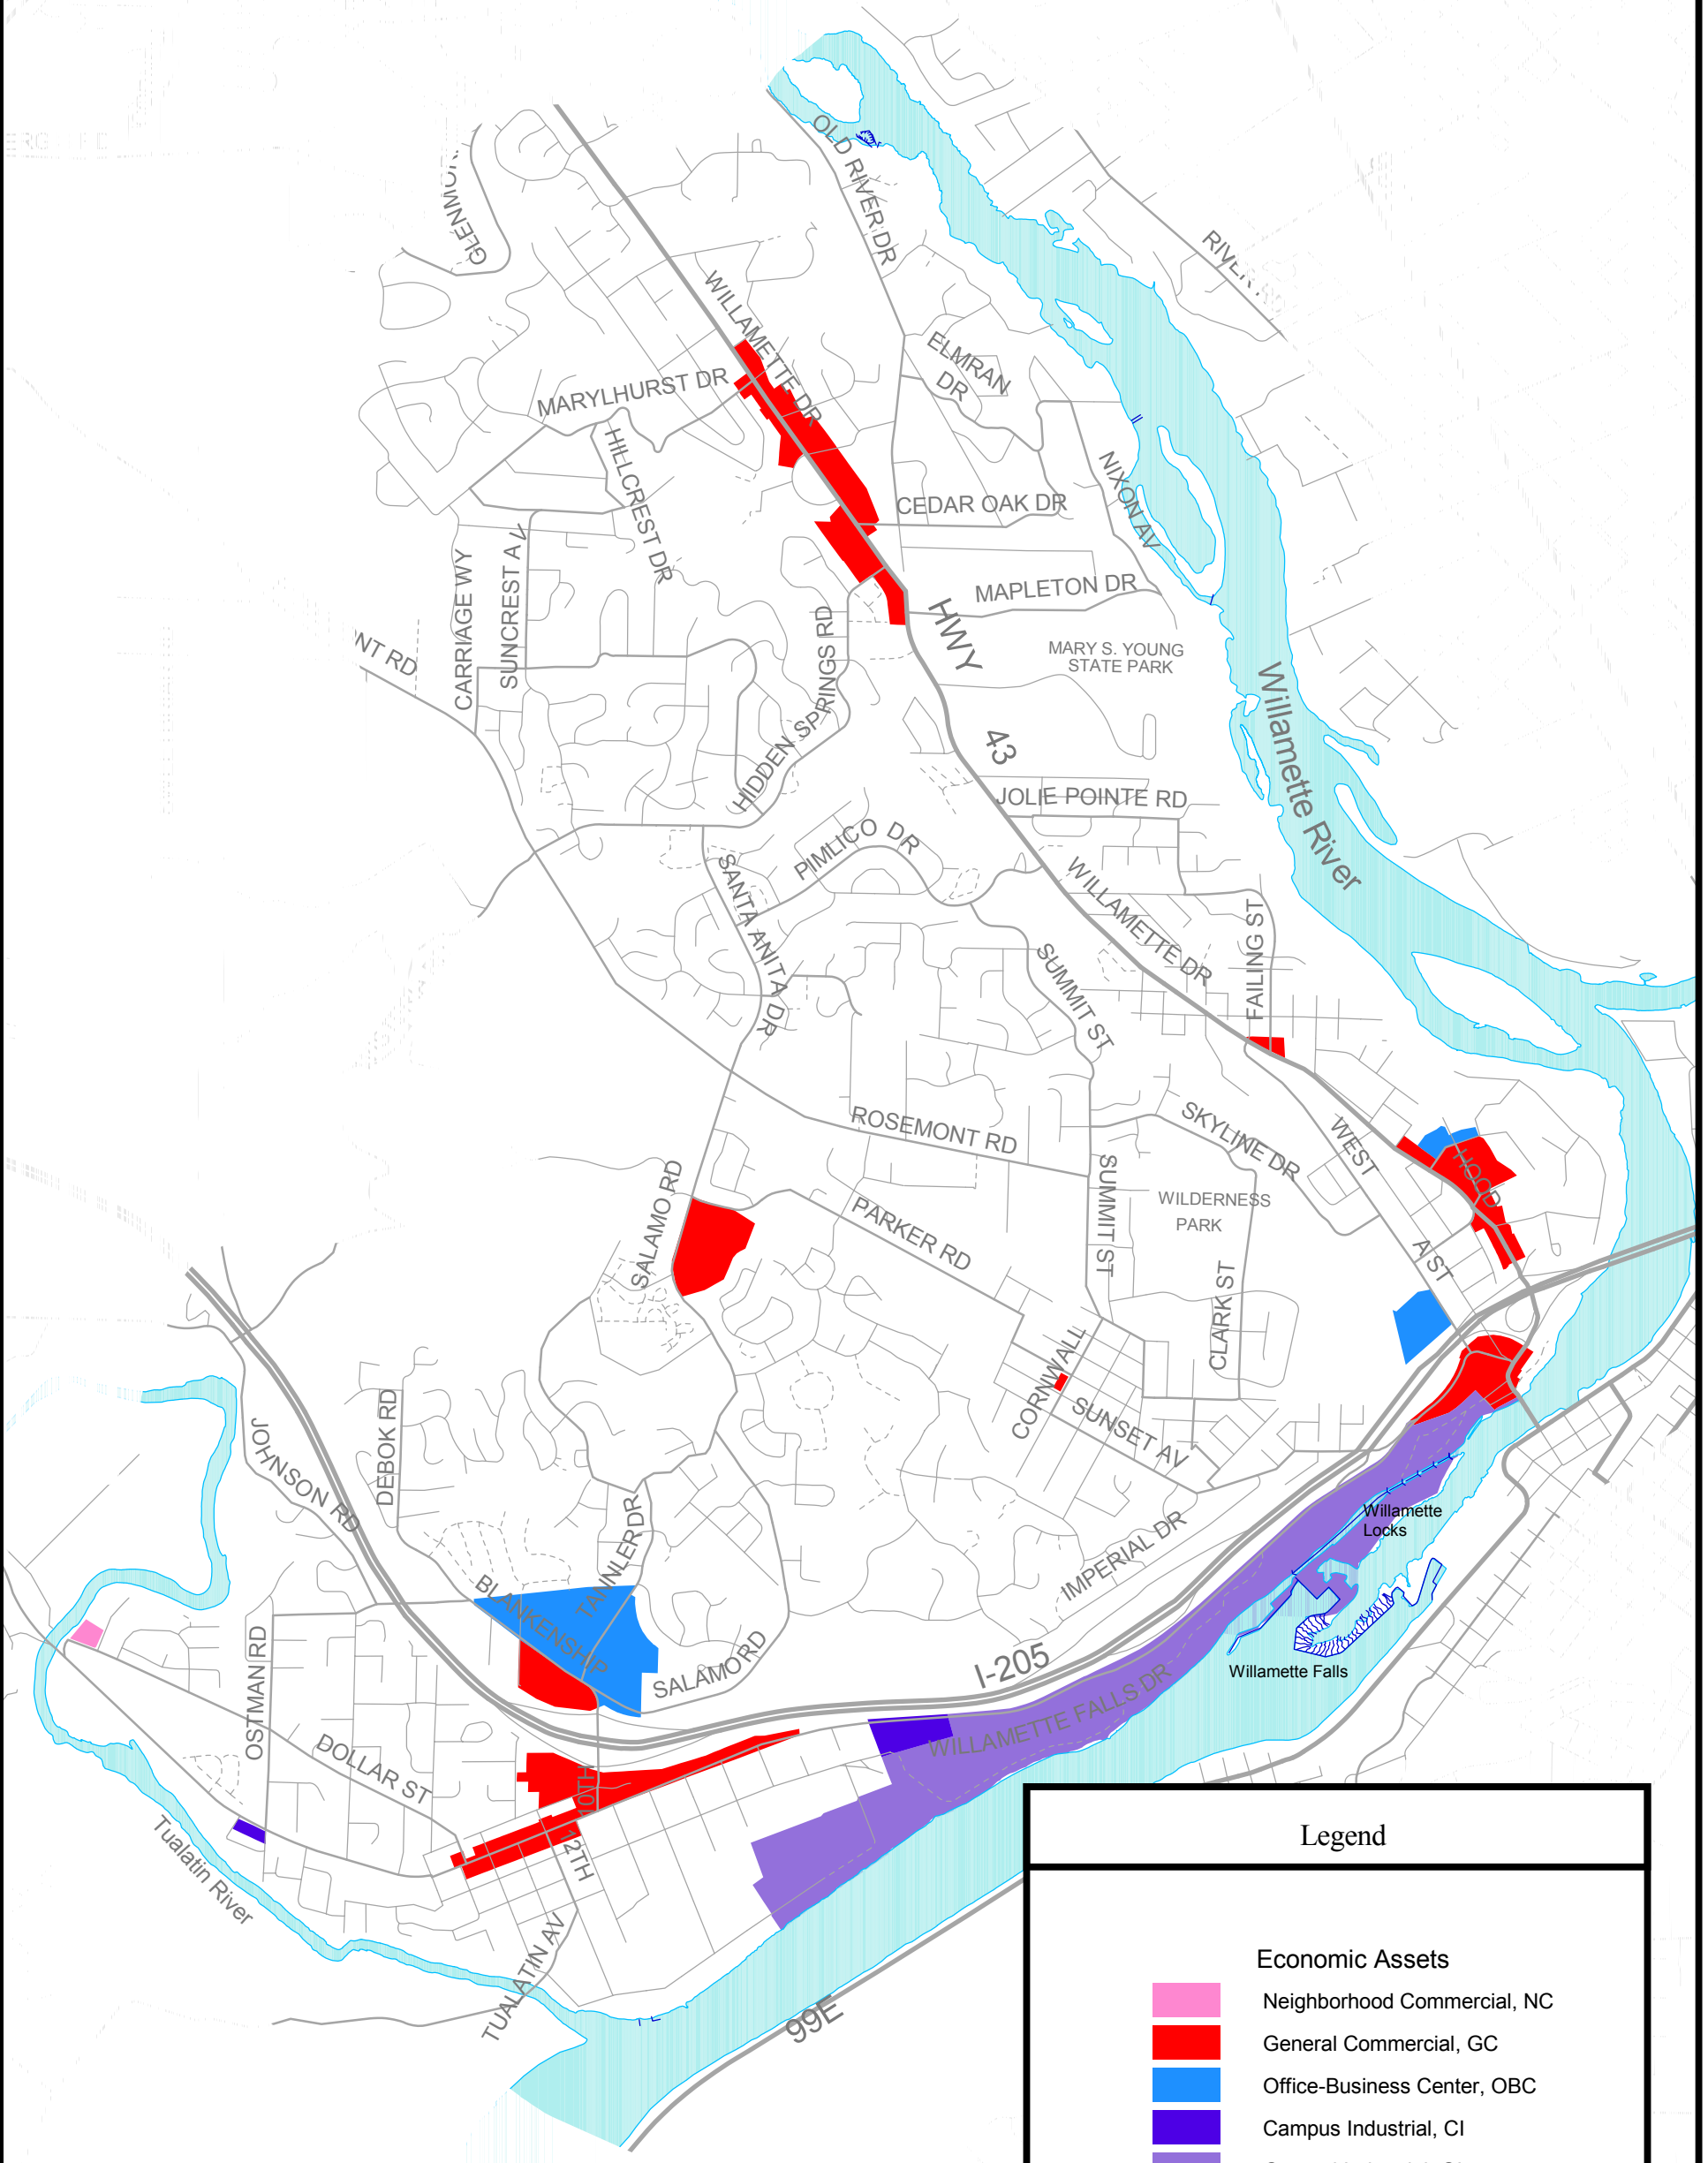 OLD RIVER DR
WILLAMETTE DR
ELMRAN
DR
MARYLHURST DR
HILLCREST DR
NIXON AV
CEDAR OAK DR
CARRIAGE WY
SUNCREST AV
MAPLETON DR
HWY
43
MARY S. YOUNG
STATE PARK
HIDDEN SPRINGS RD
Willamette River
JOLIE POINTE RD
PIMLICO DR
SANTA ANITA DR
WILLAMETTE DR
FAILING ST
SUMMIT ST
ROSEMONT RD
SKYLINE DR
WEST
A ST
HOOD
SALAMO RD
PARKER RD
SUMMIT ST
WILDERNESS
PARK
CLARK ST
CORNWALL
SUNSET AV
JOHNSON RD
DEBOK RD
TANNLER DR
BLANKENSHIP
IMPERIAL DR
Willamette
Locks
Willamette Falls
OSTMAN RD
SALAMO RD
I-205
WILLAMETTE FALLS DR
DOLLAR ST
10TH
12TH
Tualatin River
TUALATIN AV
99E
Legend
Economic Assets
Neighborhood Commercial, NC
General Commercial, GC
Office-Business Center, OBC
Campus Industrial, CI